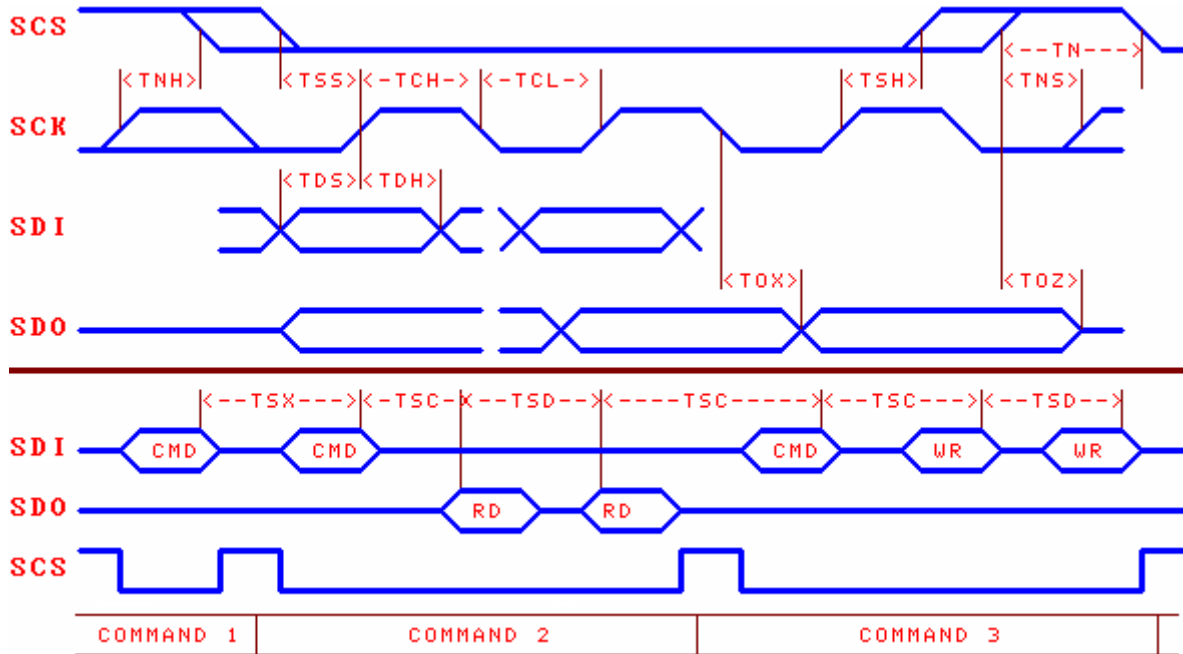 SCS
<--TN--->
<TNH> <TSS> <-TCH-> <-TCL-> <TSH> <TNS>
SCK
<TDS> <TDH>
SDI
<TOX> <TOZ>
SDO
<--TSX---> <-TSC-X--TSD--> <----TSC----> <--TSC---> <--TSD-->
SDI CMD CMD CMD WR WR
SDO RD RD
SCS
COMMAND 1 COMMAND 2 COMMAND 3